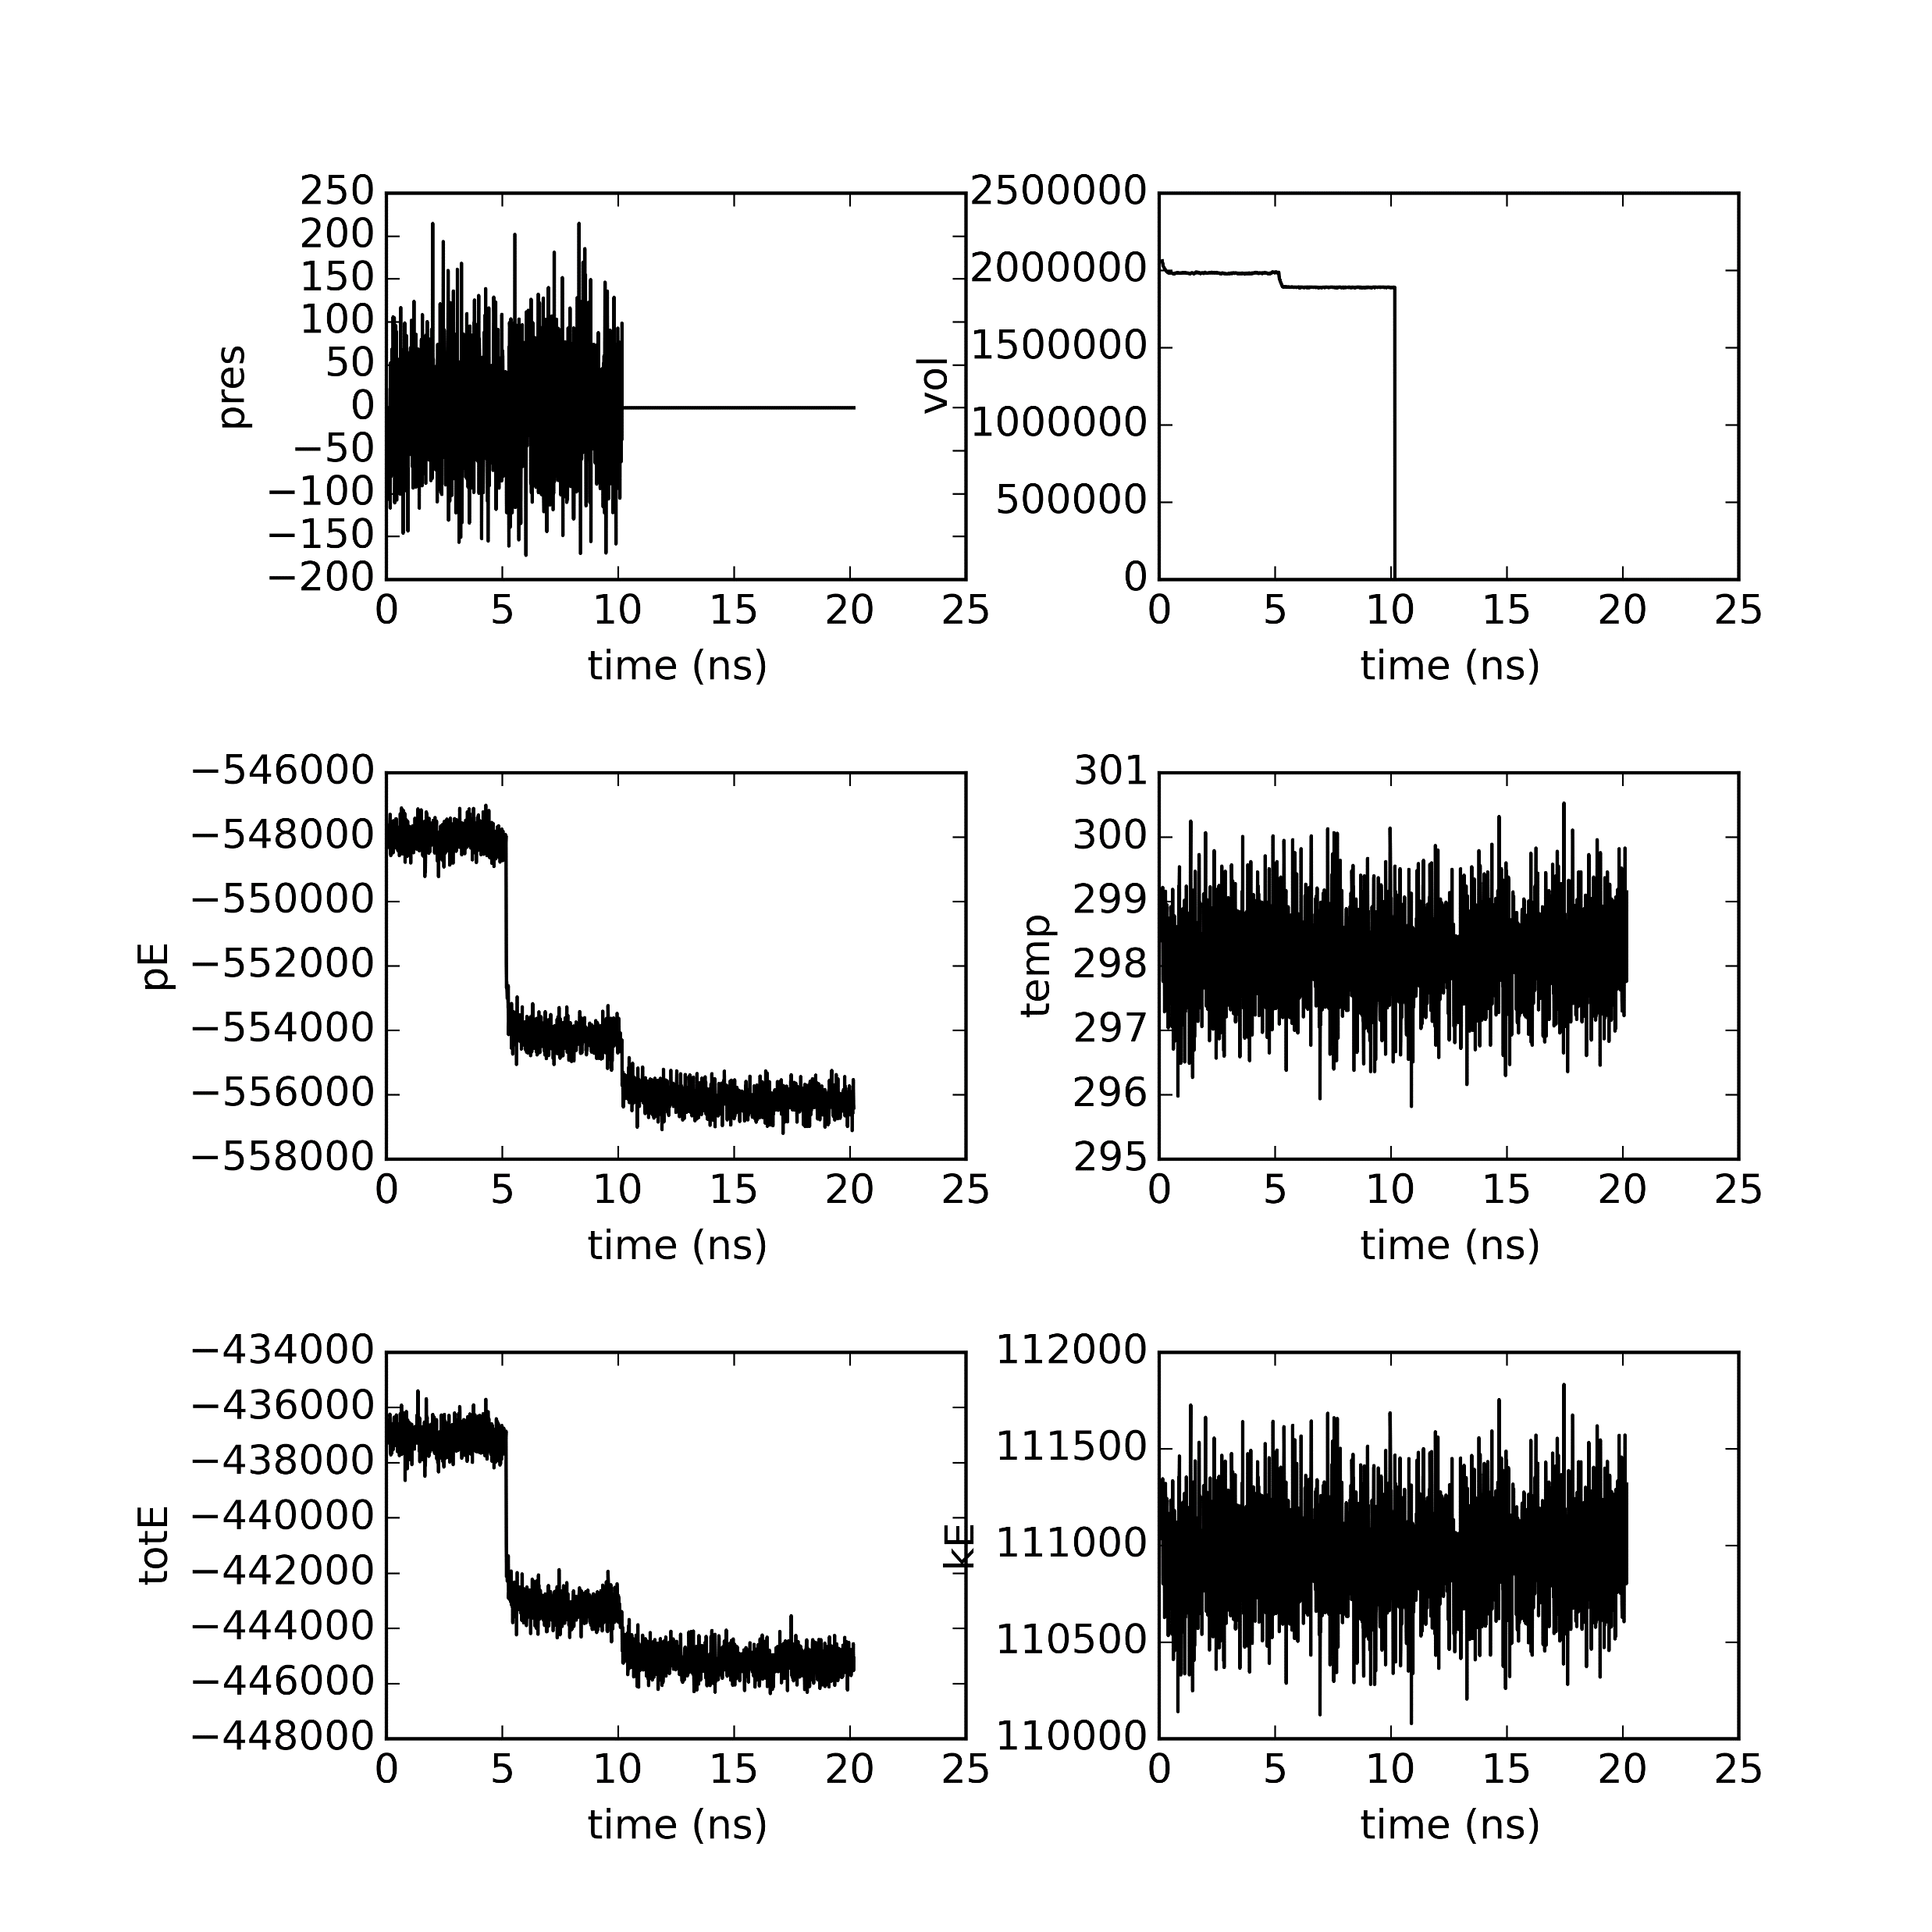 250
200
150
100
50
0
−50
−100
−150
−200
pres
0 5 10 15 20 25
time (ns)
2500000
2000000
1500000
1000000
500000
0
vol
0 5 10 15 20 25
time (ns)
−546000
−548000
−550000
−552000
−554000
−556000
−558000
pE
0 5 10 15 20 25
time (ns)
301
300
299
298
297
296
295
temp
0 5 10 15 20 25
time (ns)
−434000
−436000
−438000
−440000
−442000
−444000
−446000
−448000
totE
0 5 10 15 20 25
time (ns)
112000
111500
111000
110500
110000
kE
0 5 10 15 20 25
time (ns)